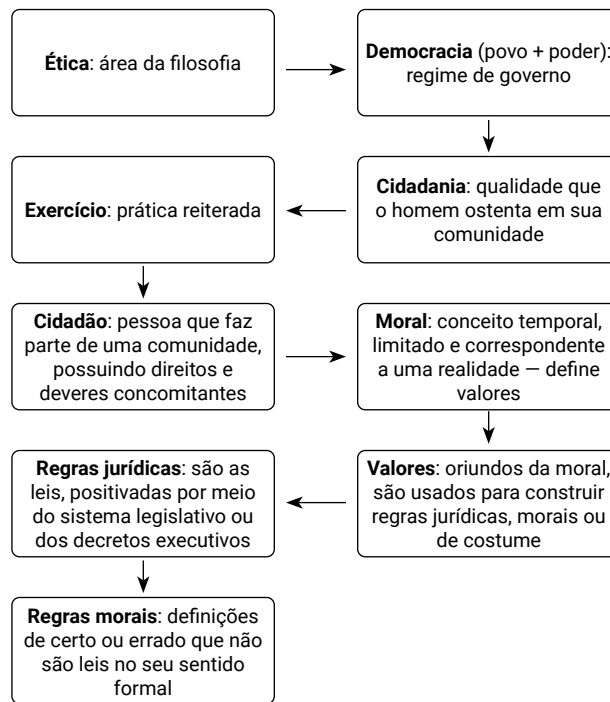 Ética: área da filosofia
Democracia (povo + poder):
regime de governo
Cidadania: qualidade que
o homem ostenta em sua
comunidade
Exercício: prática reiterada
Cidadão: pessoa que faz
parte de uma comunidade,
possuindo direitos e
deveres concomitantes
Moral: conceito temporal,
limitado e correspondente
a uma realidade — define
valores
Valores: oriundos da moral,
são usados para construir
regras jurídicas, morais ou
de costume
Regras jurídicas: são as
leis, positivadas por meio
do sistema legislativo ou
dos decretos executivos
Regras morais: definições
de certo ou errado que não
são leis no seu sentido
formal